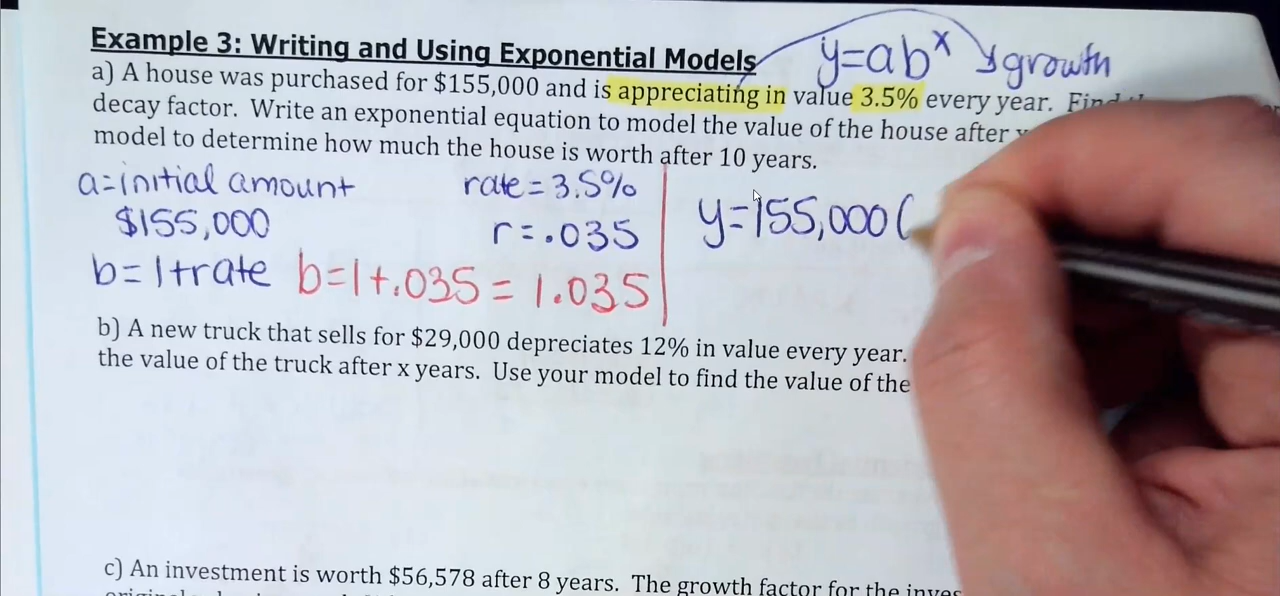 Example 3: Writing and Using Exponential Models
y=ab^x growth
a) A house was purchased for $155,000 and is appreciating in value 3.5% every year. Find
decay factor. Write an exponential equation to model the value of the house after
model to determine how much the house is worth after 10 years.
a=initial amount
$155,000
b=1+rate
rate=3.5%
r=.035
b=1+.035=1.035
y=155,000(
b) A new truck that sells for $29,000 depreciates 12% in value every year.
the value of the truck after x years. Use your model to find the value of the
c) An investment is worth $56,578 after 8 years. The growth factor for the